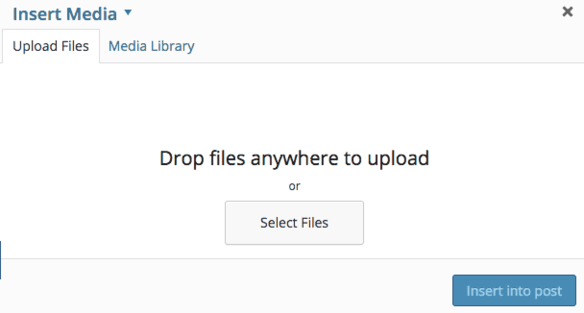 Insert Media
Upload Files
Media Library
Drop files anywhere to upload
or
Select Files
Insert into post